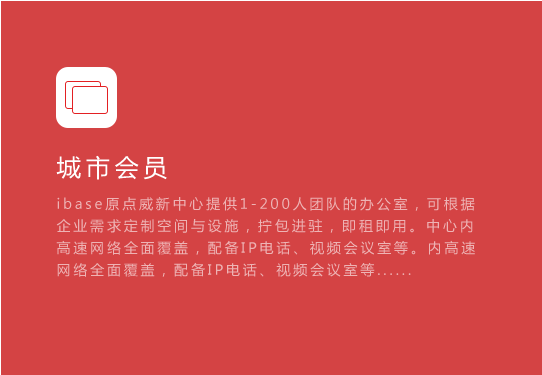 城市会员
ibase原点威新中心提供1-200人团队的办公室，可根据
企业需求定制空间与设施，拧包进驻，即租即用。中心内
高速网络全面覆盖，配备IP电话、视频会议室等。内高速
网络全面覆盖，配备IP电话、视频会议室等......